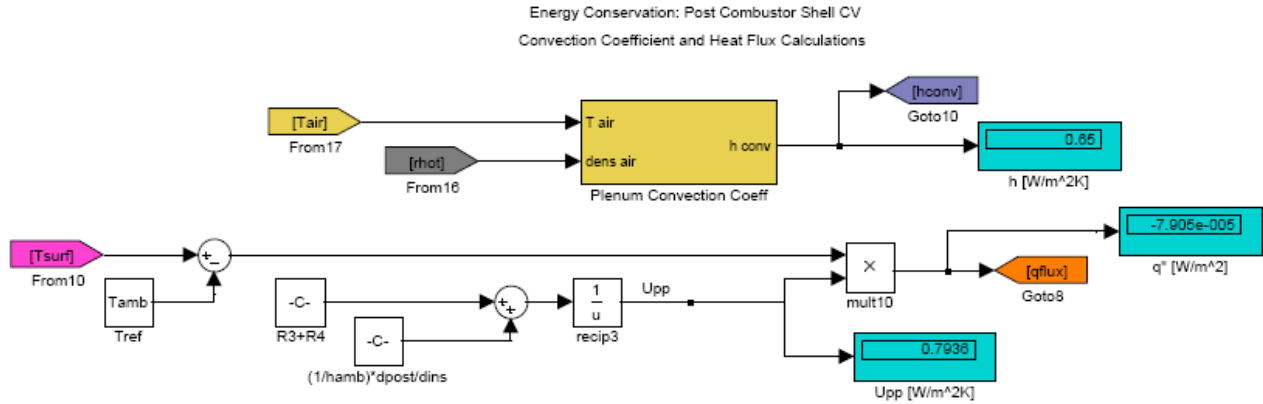 Energy Conservation: Post Combustor Shell CV
Convection Coefficient and Heat Flux Calculations
[Tair]
From17
[rhot]
From16
T air
dens air
h conv
Plenum Convection Coeff
[hconv]
Goto10
0.65
h [W/m^2K]
[Tsurf]
From10
Tamb
Tref
+
-
-C-
R3+R4
-C-
(1/hamb)*dpost/dins
+
+
1
u
recip3
Upp
×
mult10
-7.905e-005
q" [W/m^2]
[qflux]
Goto8
0.7936
Upp [W/m^2K]